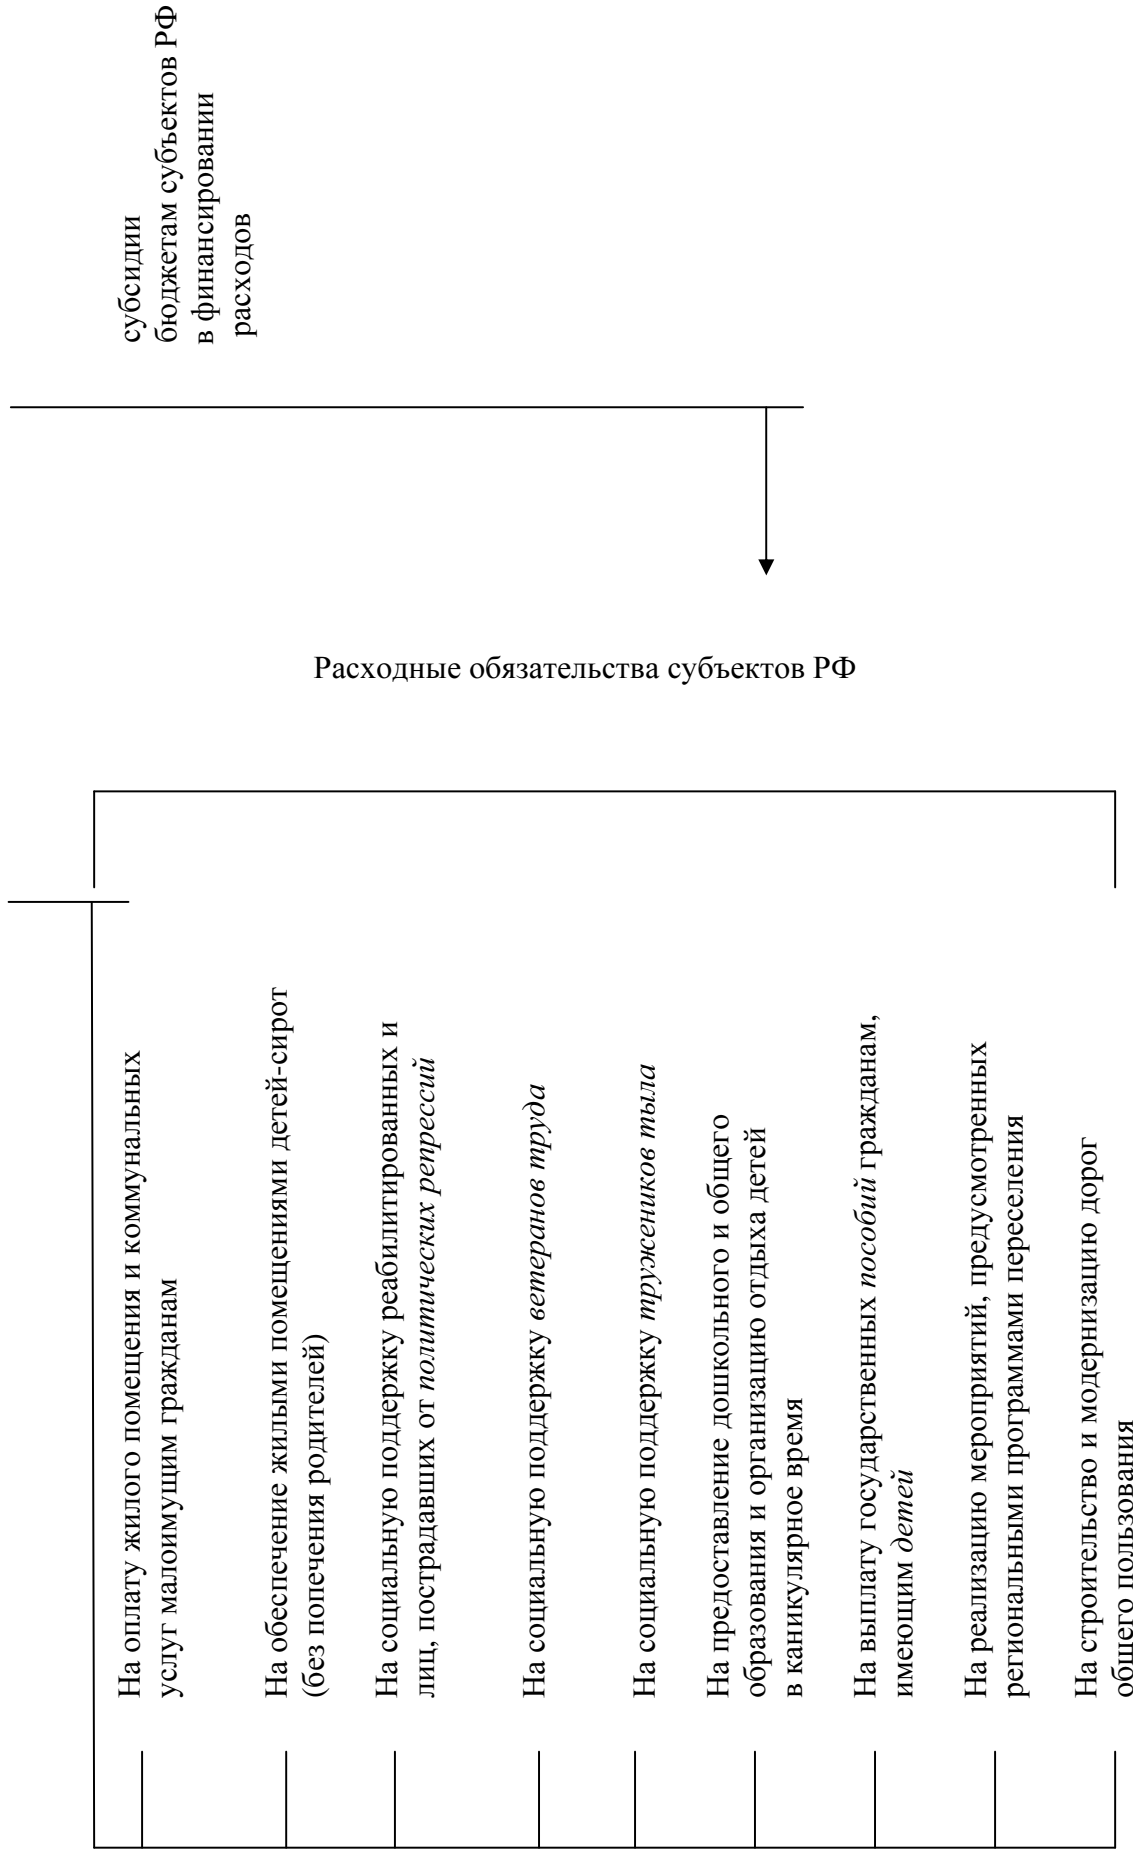 субсидии
бюджетам субъектов РФ
в финансировании
расходов
Расходные обязательства субъектов РФ
На оплату жилого помещения и коммунальных
услуг малоимущим гражданам
На обеспечение жилыми помещениями детей-сирот
(без попечения родителей)
На социальную поддержку реабилитированных и
лиц, пострадавших от политических репрессий
На социальную поддержку ветеранов труда
На социальную поддержку тружеников тыла
На предоставление дошкольного и общего
образования и организацию отдыха детей
в каникулярное время
На выплату государственных пособий гражданам,
имеющим детей
На реализацию мероприятий, предусмотренных
региональными программами переселения
На строительство и модернизацию дорог
общего пользования